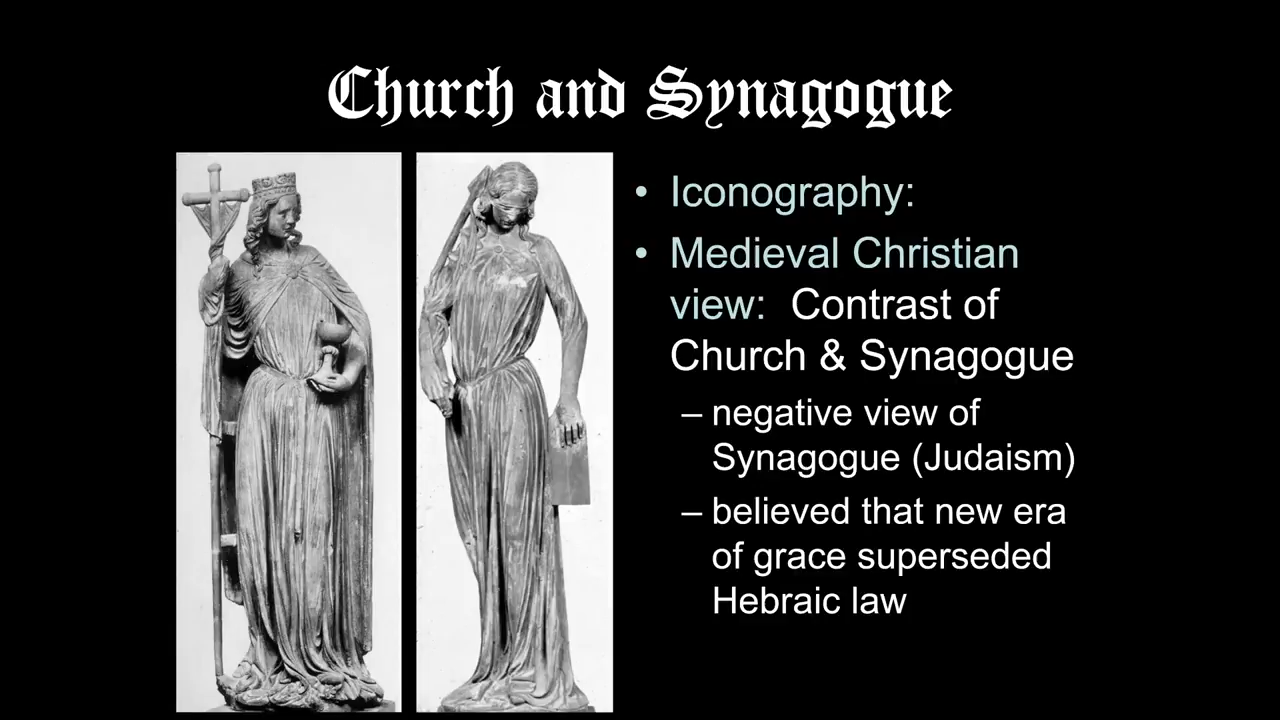 Church and Synagogue
• Iconography:
• Medieval Christian
view: Contrast of
Church & Synagogue
– negative view of
Synagogue (Judaism)
– believed that new era
of grace superseded
Hebraic law